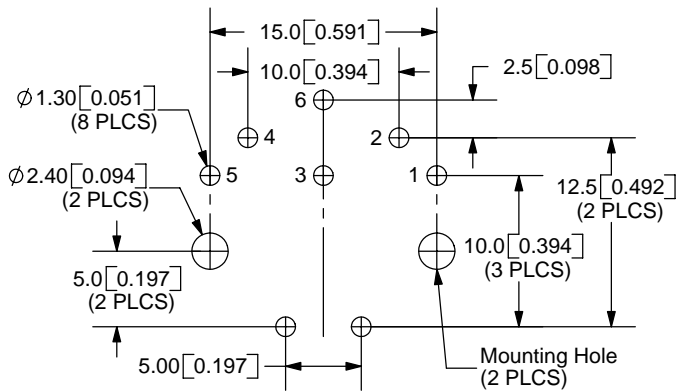 15.0[0.591]
10.0[0.394]
2.5[0.098]
6
Ø1.30[0.051]
(8 PLCS)
4
2
Ø2.40[0.094]
(2 PLCS)
5
3
1
12.5[0.492]
(2 PLCS)
10.0[0.394]
(3 PLCS)
5.0[0.197]
(2 PLCS)
5.00[0.197]
Mounting Hole
(2 PLCS)